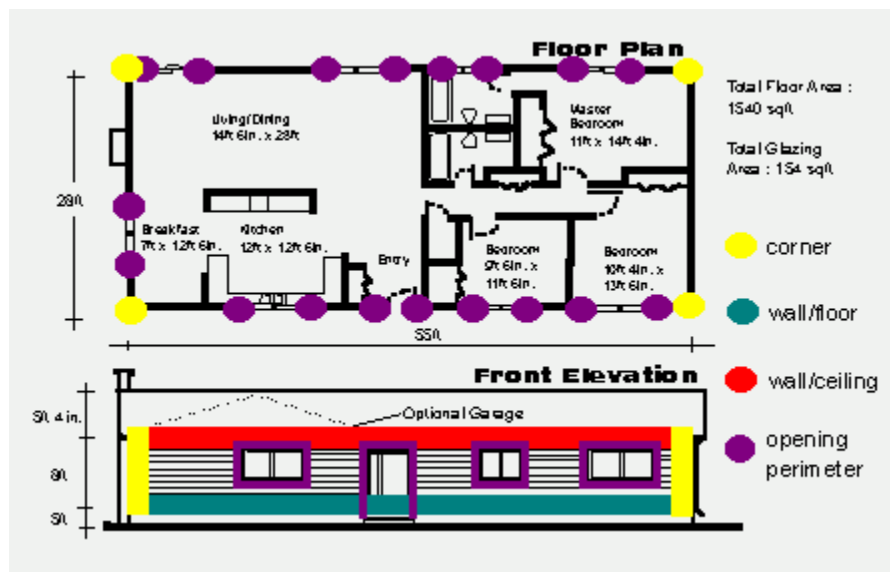 Floor Plan
Total Floor Area :
1540 sqft
Total Glazing
Area : 154 sqft
Living/Dining
14ft 6in. x 28ft
Master
Bedroom
11ft x 14ft 4in.
28ft
Breakfast
7ft x 12ft 6in.
Kitchen
12ft x 12ft 6in.
Entry
Bedroom
9ft 6in. x
11ft 6in.
Bedroom
10ft 4in. x
13ft 6in.
55ft
corner
wall/floor
wall/ceiling
opening
perimeter
Front Elevation
Optional Garage
5ft 4in.
8ft
5ft